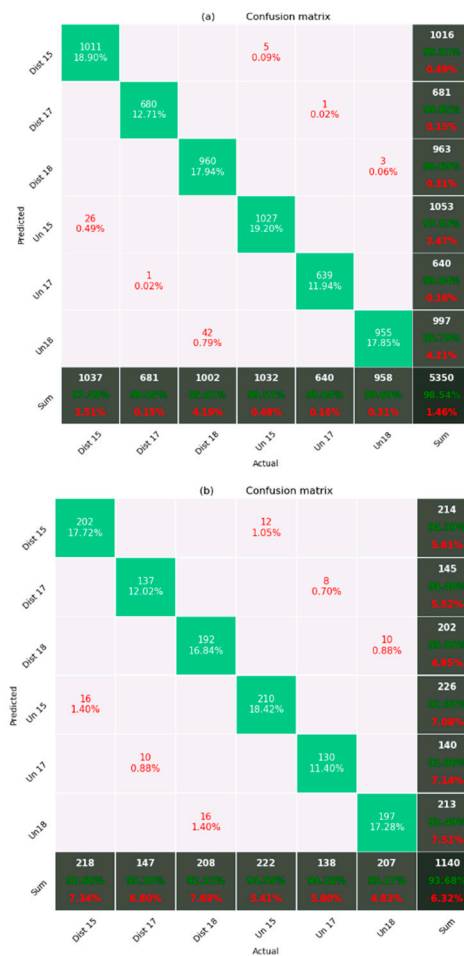 (a) Confusion matrix
Dist 15
1011 5 1016
18.90% 0.09%
0.49%
Dist 17
680 1 681
12.71% 0.02%
0.15%
Dist 18
960 3 963
17.94% 0.06%
0.31%
Predicted
Un 15
26 1027 1053
0.49% 19.20%
2.47%
Un 17
1 639 640
0.02% 11.94%
0.16%
Un18
42 955 997
0.79% 17.85%
4.21%
Sum
1037 681 1002 1032 640 958 5350
98.54%
2.51% 0.15% 4.19% 0.48% 0.16% 0.31% 1.46%
Dist 15 Dist 17 Dist 18 Un 15 Un 17 Un18 Sum
Actual
(b) Confusion matrix
Dist 15
202 12 214
17.72% 1.05%
5.61%
Dist 17
137 8 145
12.02% 0.70%
5.52%
Dist 18
192 10 202
16.84% 0.88%
4.95%
Predicted
Un 15
16 210 226
1.40% 18.42%
7.08%
Un 17
10 130 140
0.88% 11.40%
7.14%
Un18
16 197 213
1.40% 17.28%
7.51%
Sum
218 147 208 222 138 207 1140
93.68%
7.34% 6.80% 7.69% 5.41% 5.80% 4.83% 6.32%
Dist 15 Dist 17 Dist 18 Un 15 Un 17 Un18 Sum
Actual